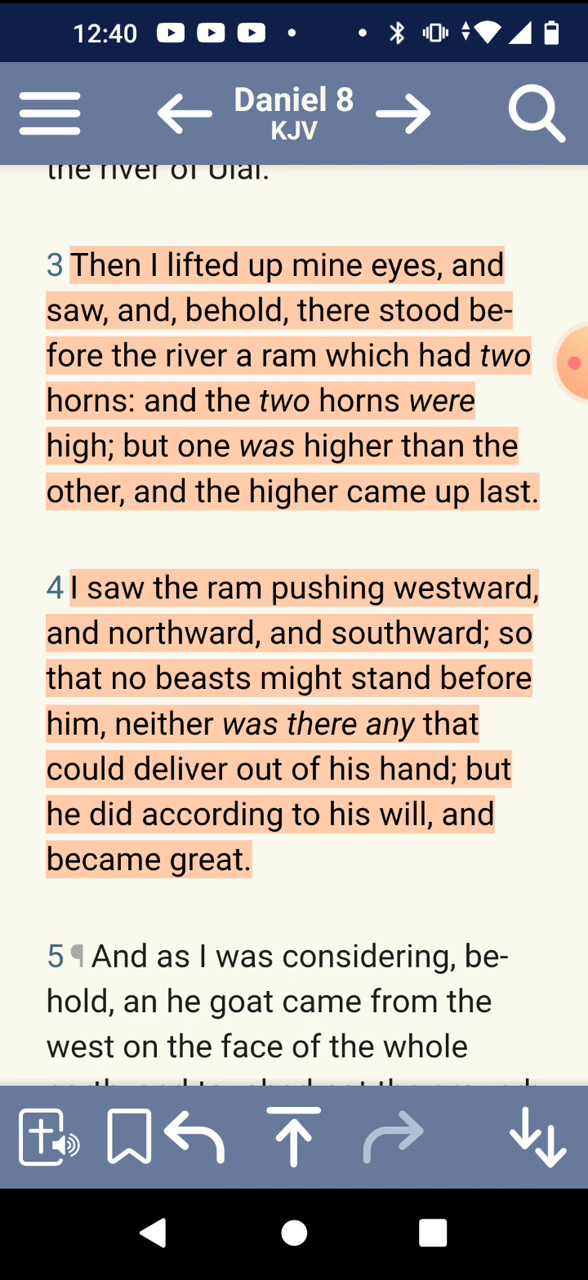 12:40
Daniel 8
KJV
the river of Ulai.
3 Then I lifted up mine eyes, and
saw, and, behold, there stood be-
fore the river a ram which had two
horns: and the two horns were
high; but one was higher than the
other, and the higher came up last.
4 I saw the ram pushing westward,
and northward, and southward; so
that no beasts might stand before
him, neither was there any that
could deliver out of his hand; but
he did according to his will, and
became great.
5 ¶ And as I was considering, be-
hold, an he goat came from the
west on the face of the whole